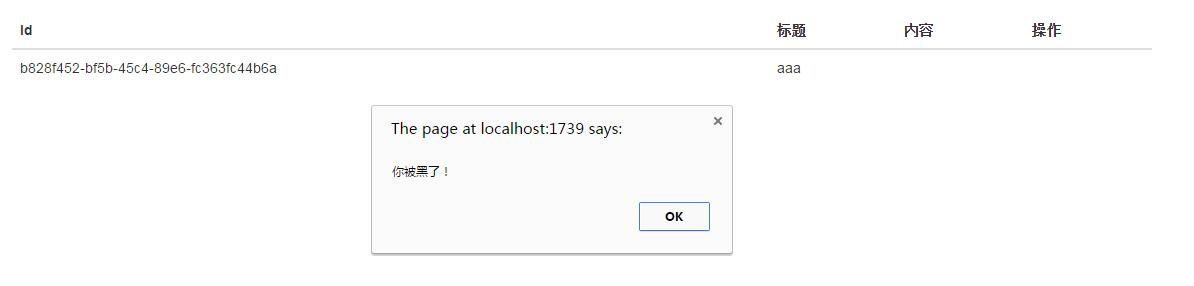 Id 标题 内容 操作
b828f452-bf5b-45c4-89e6-fc363fc44b6a aaa
The page at localhost:1739 says: ×
你被黑了！
OK